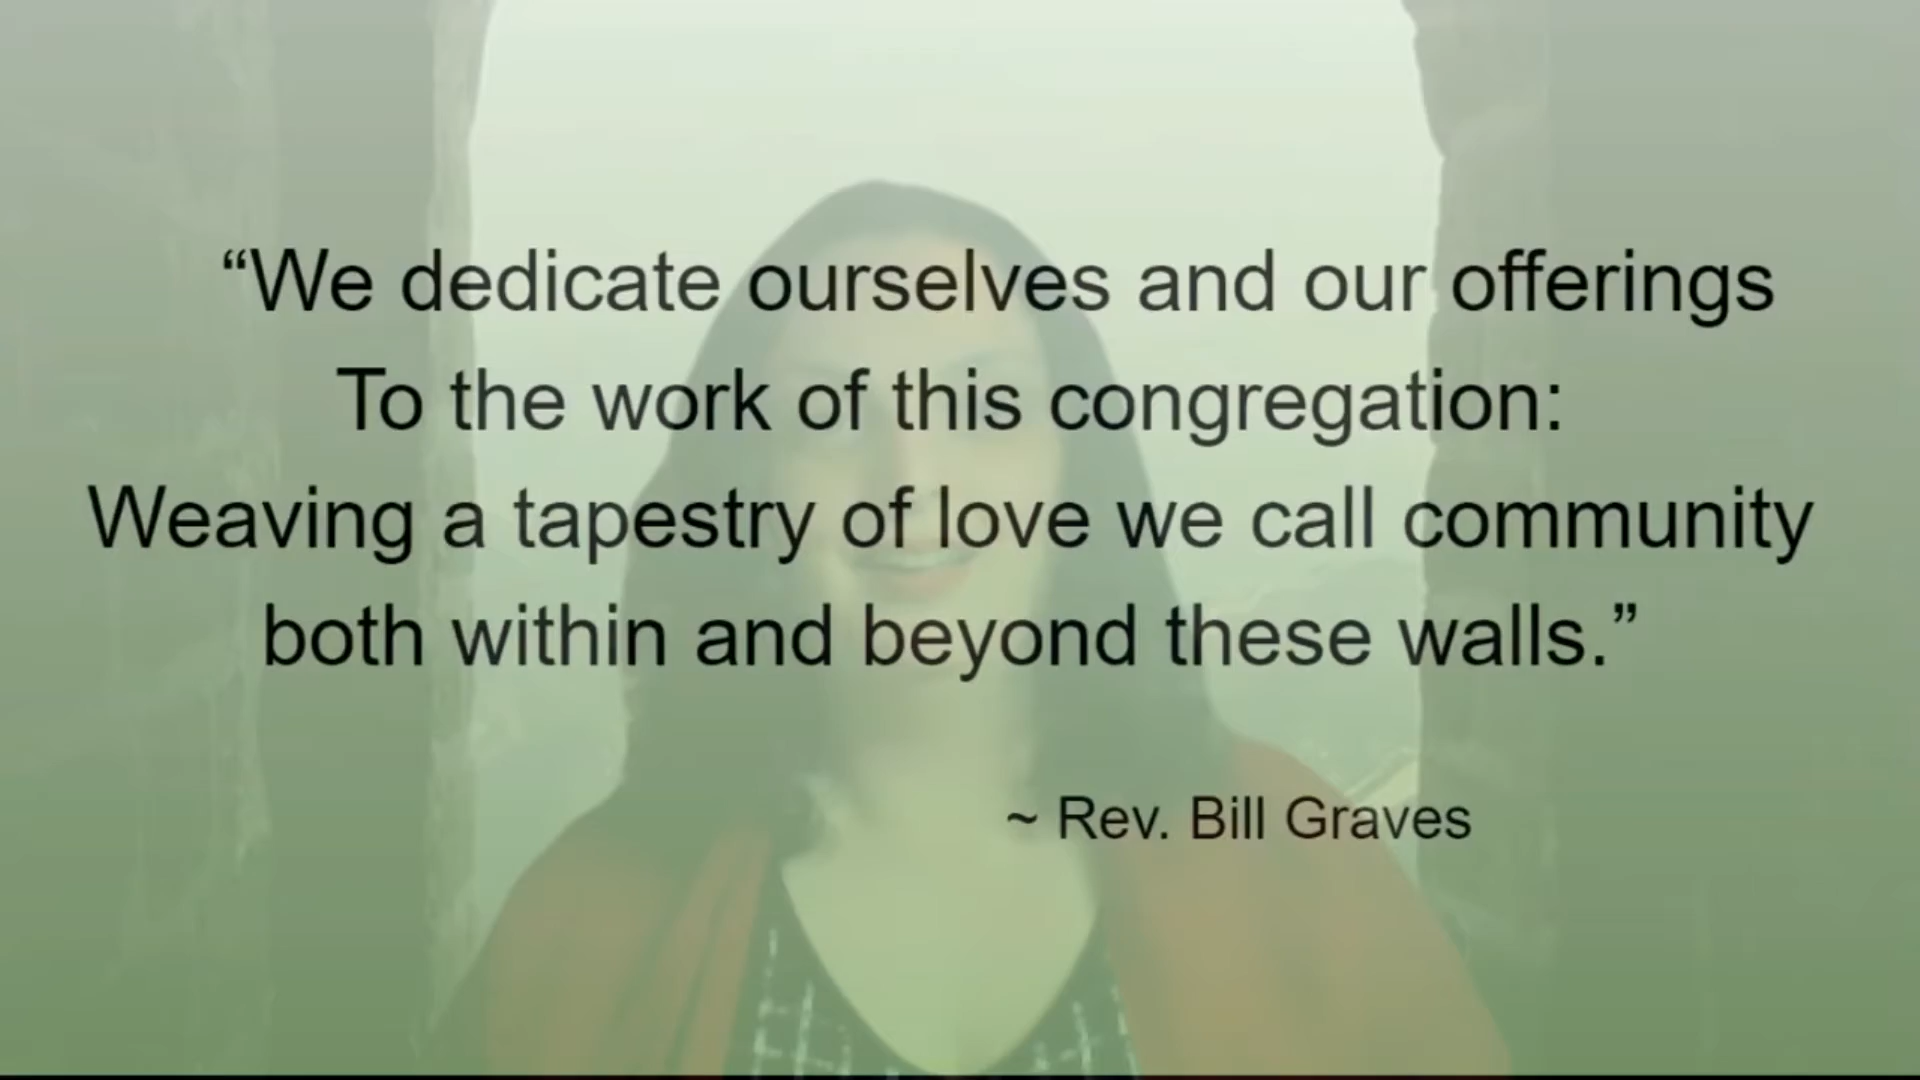 “We dedicate ourselves and our offerings
To the work of this congregation:
Weaving a tapestry of love we call community
both within and beyond these walls.”
~ Rev. Bill Graves